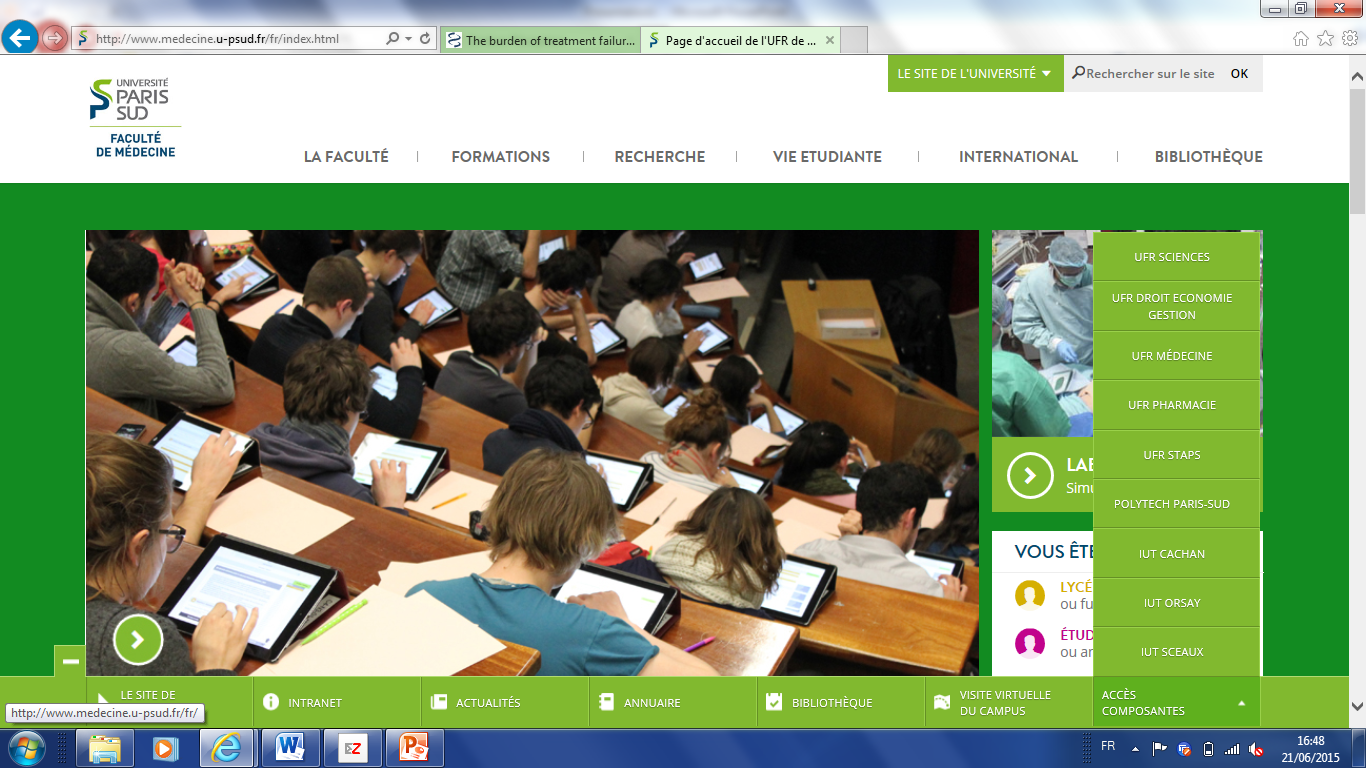 http://www.medecine.u-psud.fr/fr/index.html
The burden of treatment failur...
Page d'accueil de l'UFR de ...
LE SITE DE L'UNIVERSITÉ
Rechercher sur le site
OK
UNIVERSITÉ
PARIS
SUD
FACULTÉ
DE MÉDECINE
LA FACULTÉ
FORMATIONS
RECHERCHE
VIE ETUDIANTE
INTERNATIONAL
BIBLIOTHÈQUE
UFR SCIENCES
UFR DROIT ECONOMIE
GESTION
UFR MÉDECINE
UFR PHARMACIE
UFR STAPS
POLYTECH PARIS-SUD
IUT CACHAN
IUT ORSAY
IUT SCEAUX
LAB
Simu
VOUS ÊTE
LYCÉ
ou fu
ÉTUD
ou an
LE SITE DE
INTRANET
ACTUALITÉS
ANNUAIRE
BIBLIOTHÈQUE
VISITE VIRTUELLE
DU CAMPUS
ACCÈS
COMPOSANTES
http://www.medecine.u-psud.fr/fr/
FR
16:48
21/06/2015